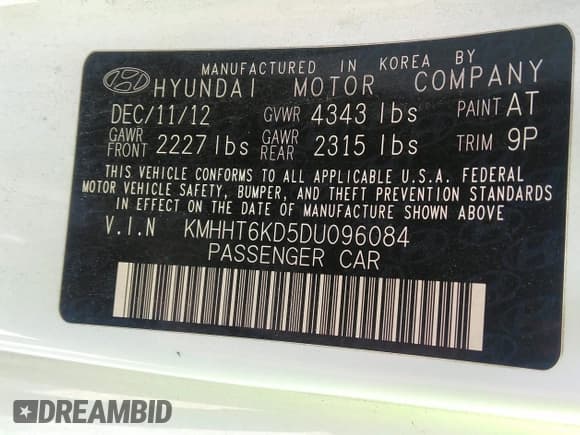 MANUFACTURED IN KOREA BY
HYUNDAI MOTOR COMPANY
DEC/11/12 GVWR 4343 lbs PAINT AT
GAWR FRONT 2227 lbs GAWR REAR 2315 lbs TRIM 9P
THIS VEHICLE CONFORMS TO ALL APPLICABLE U.S.A. FEDERAL
MOTOR VEHICLE SAFETY, BUMPER, AND THEFT PREVENTION STANDARDS
IN EFFECT ON THE DATE OF MANUFACTURE SHOWN ABOVE
V.I.N KMHHT6KD5DU096084
PASSENGER CAR
DREAMBID